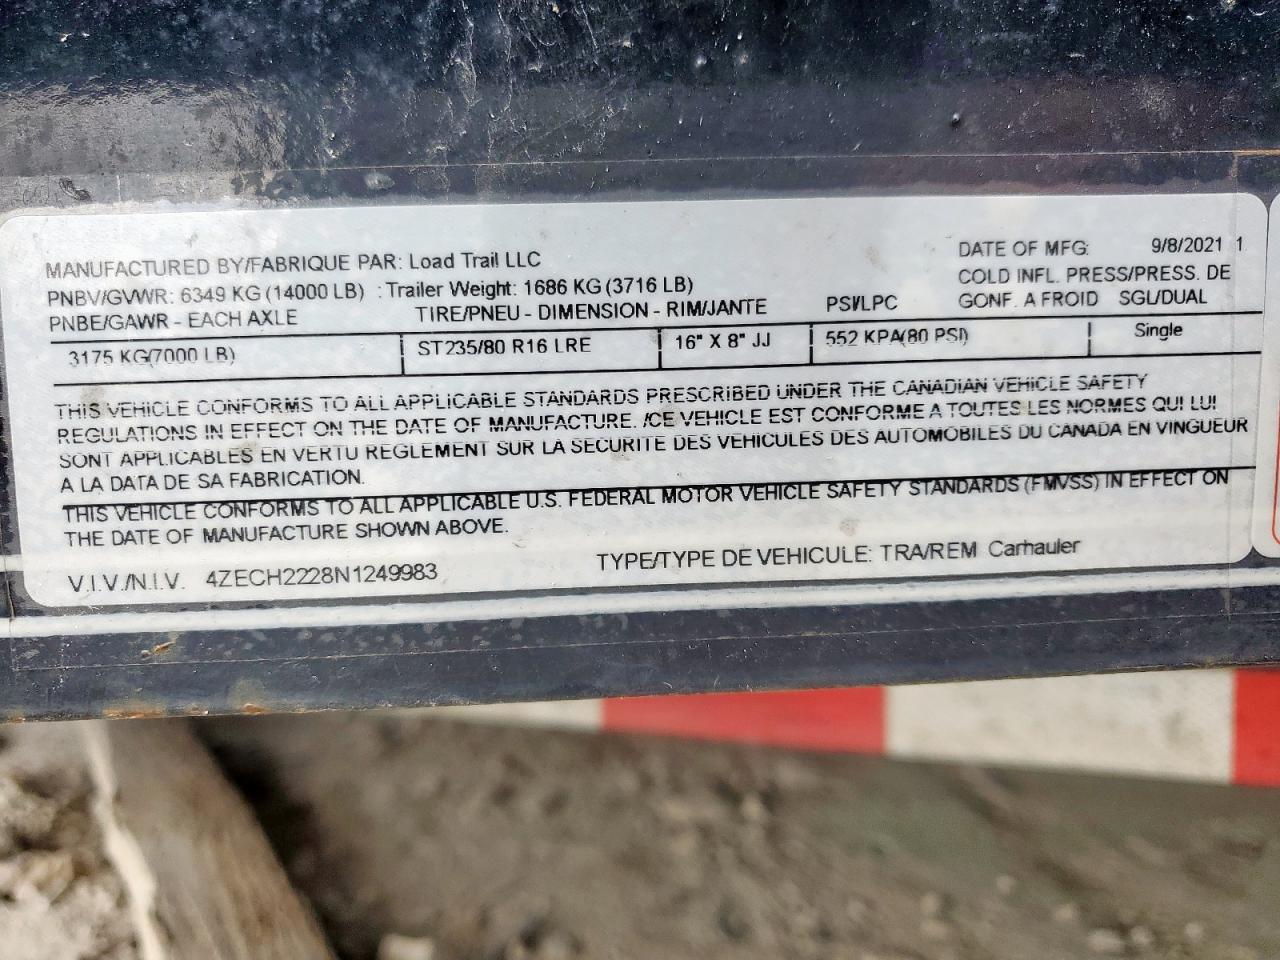 MANUFACTURED BY/FABRIQUE PAR: Load Trail LLC DATE OF MFG: 9/8/2021 1
PNBV/GVWR: 6349 KG (14000 LB) : Trailer Weight: 1686 KG (3716 LB) COLD INFL. PRESS/PRESS. DE
PNBE/GAWR - EACH AXLE TIRE/PNEU - DIMENSION - RIM/JANTE PSI/LPC GONF. A FROID SGL/DUAL
3175 KG(7000 LB) ST235/80 R16 LRE 16" X 8" JJ 552 KPA(80 PSI) Single
THIS VEHICLE CONFORMS TO ALL APPLICABLE STANDARDS PRESCRIBED UNDER THE CANADIAN VEHICLE SAFETY
REGULATIONS IN EFFECT ON THE DATE OF MANUFACTURE. /CE VEHICLE EST CONFORME A TOUTES LES NORMES QUI LUI
SONT APPLICABLES EN VERTU REGLEMENT SUR LA SECURITE DES VEHICULES DES AUTOMOBILES DU CANADA EN VINGUEUR
A LA DATA DE SA FABRICATION.
THIS VEHICLE CONFORMS TO ALL APPLICABLE U.S. FEDERAL MOTOR VEHICLE SAFETY STANDARDS (FMVSS) IN EFFECT ON
THE DATE OF MANUFACTURE SHOWN ABOVE.
V.I.V./N.I.V. 4ZECH2228N1249983 TYPE/TYPE DE VEHICULE: TRA/REM Carhauler